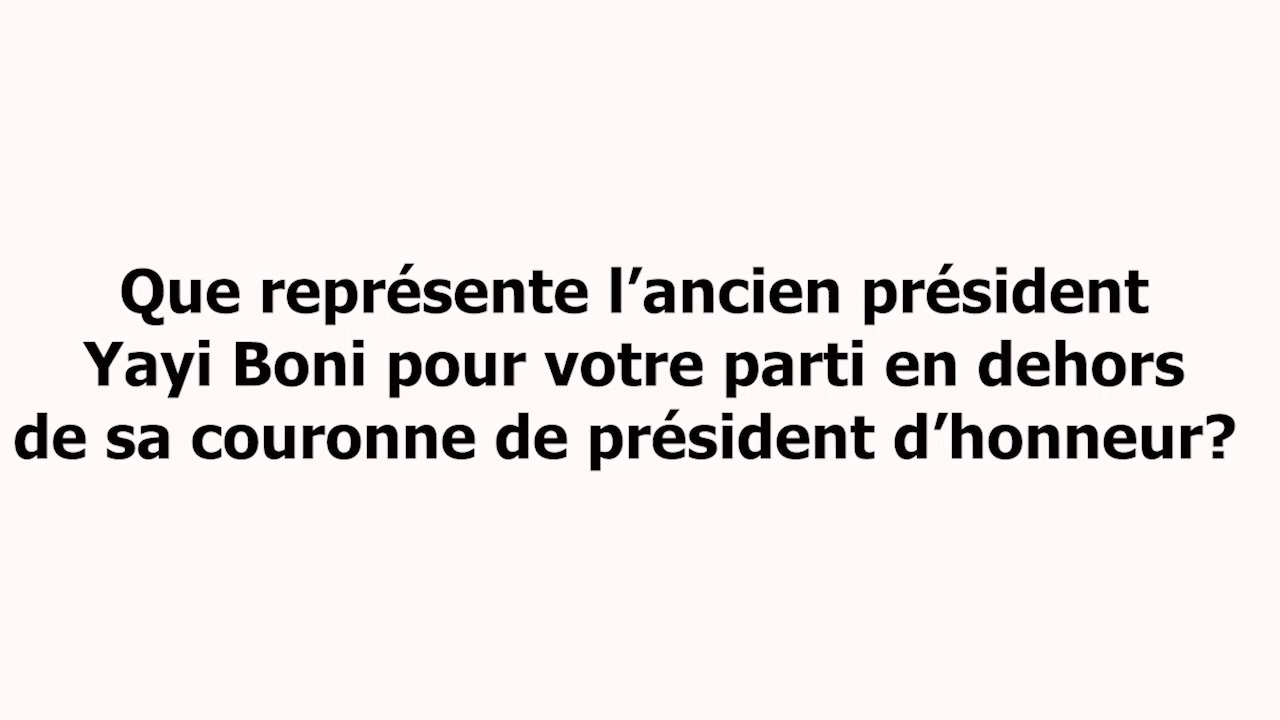 Que représente l’ancien président
Yayi Boni pour votre parti en dehors
de sa couronne de président d’honneur?